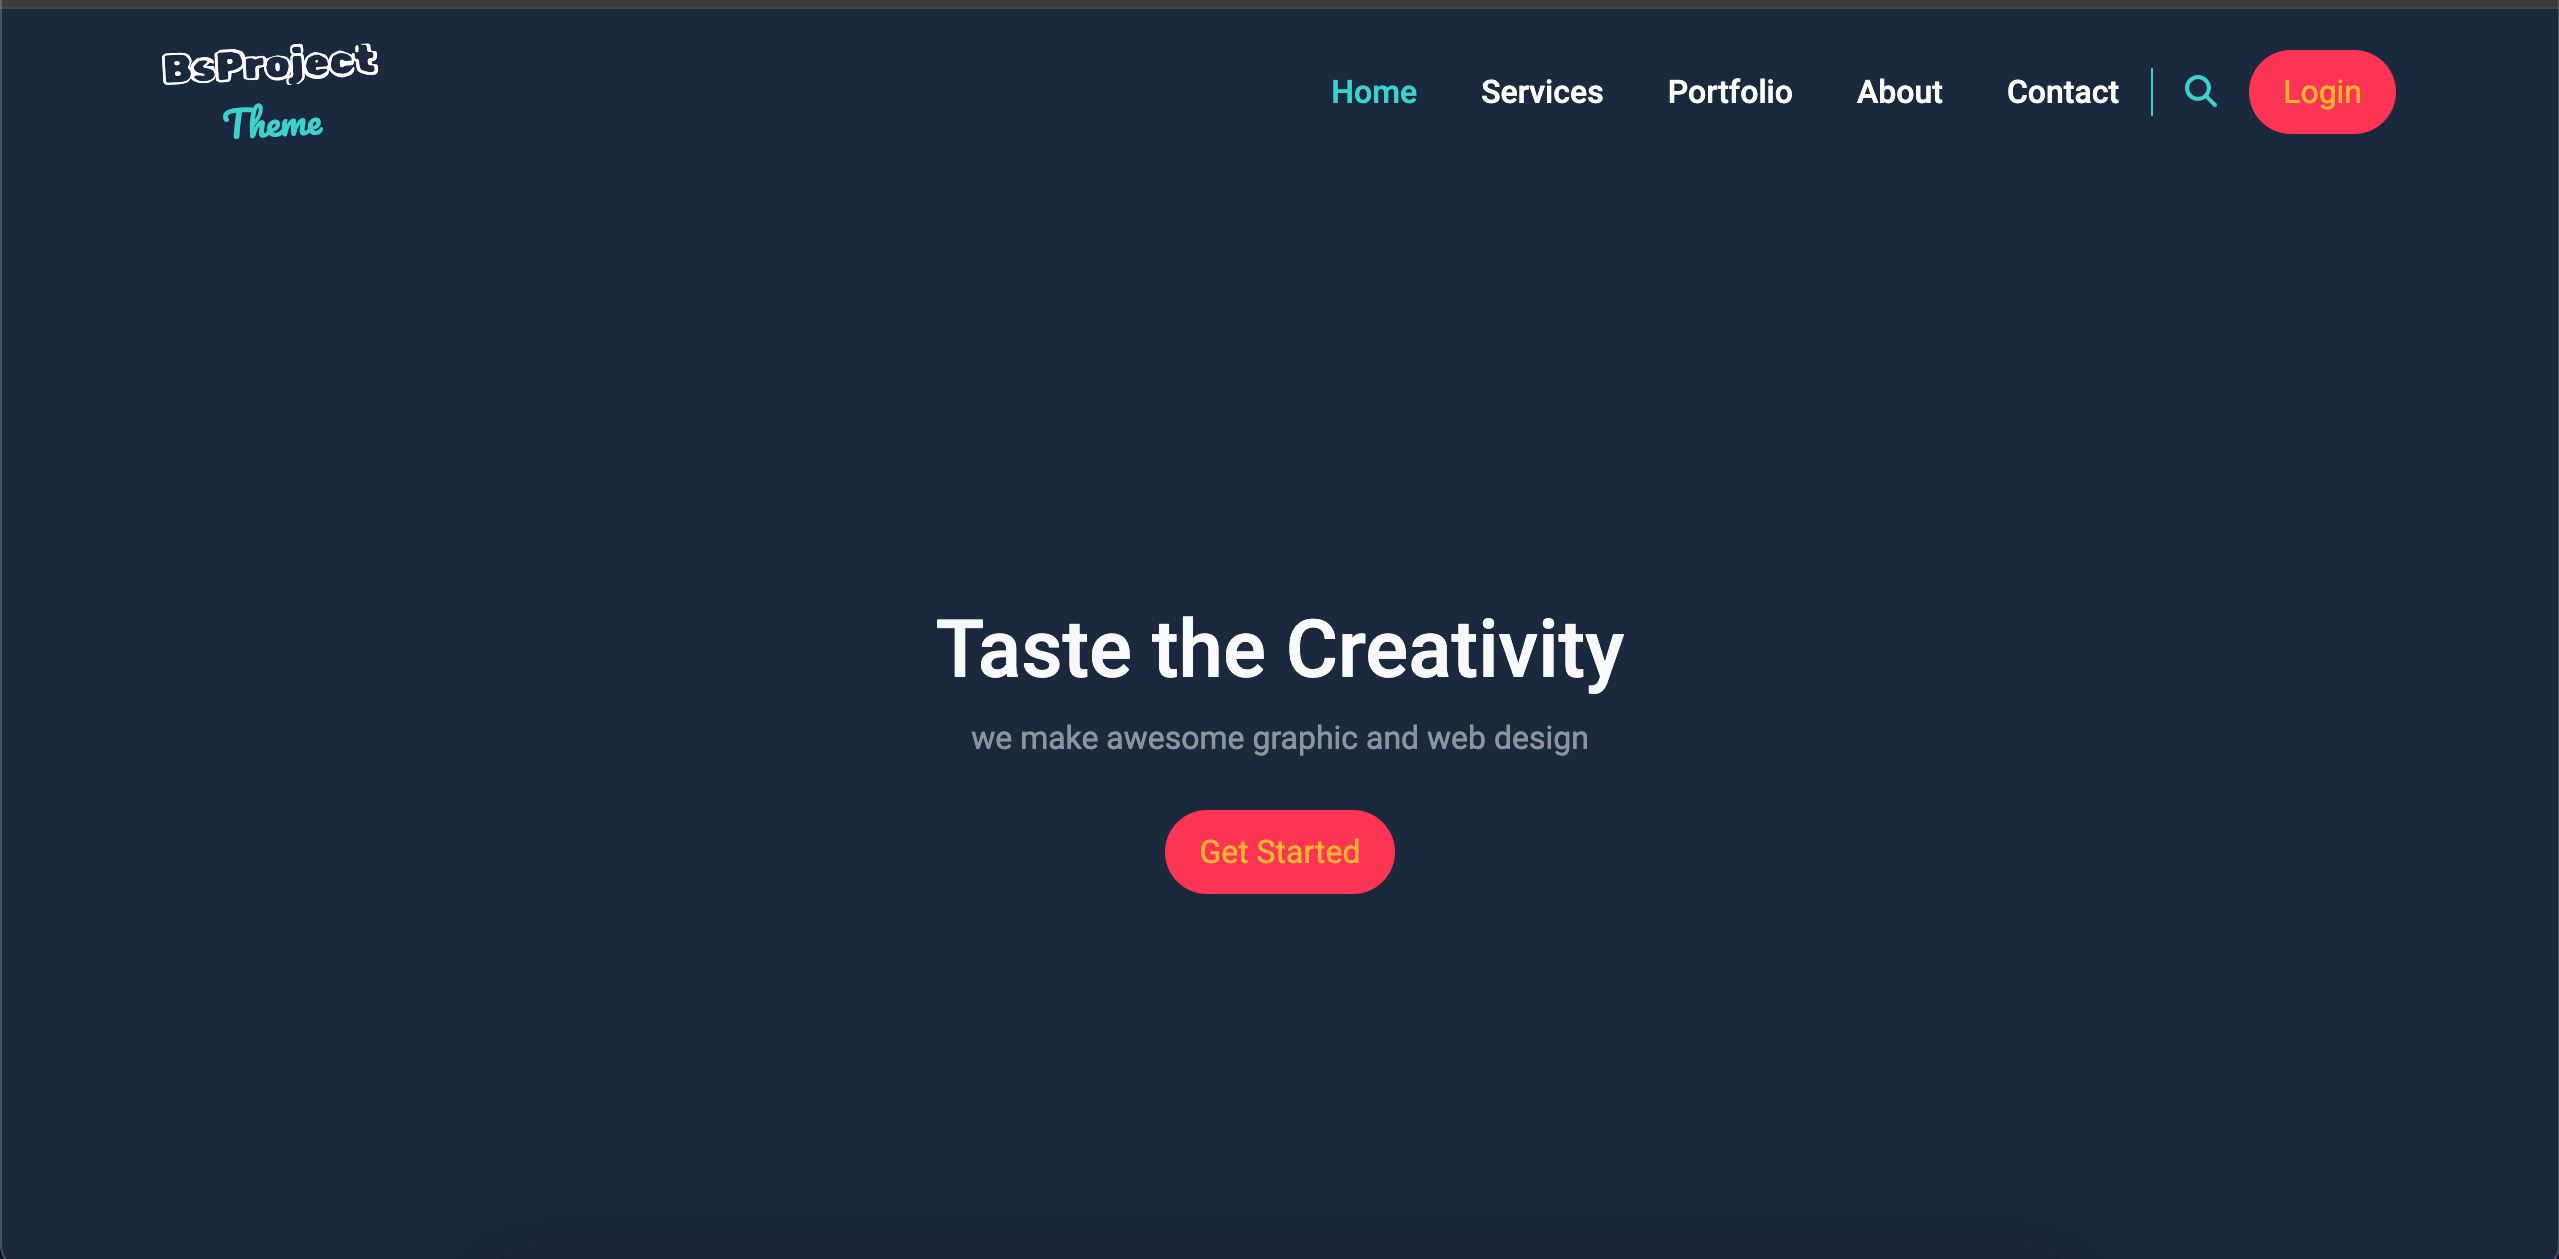 BsProject
Theme
Home Services Portfolio About Contact Login
Taste the Creativity
we make awesome graphic and web design
Get Started